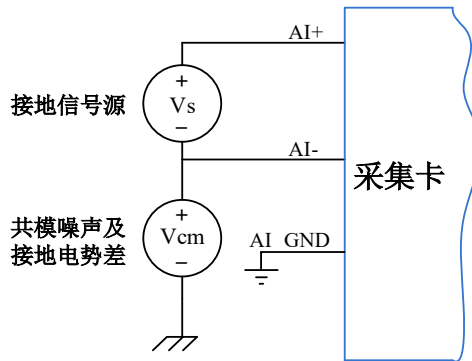 AI+
+
接地信号源
Vs
−
AI-
采集卡
+
共模噪声及
接地电势差
Vcm
−
AI GND